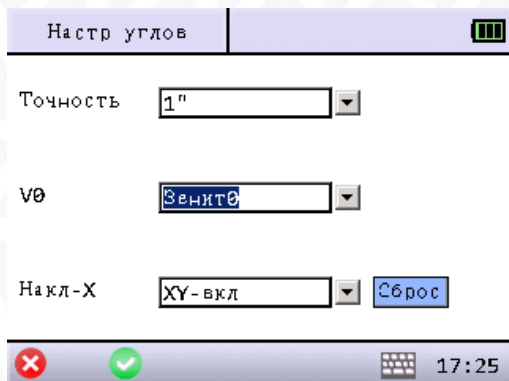 Настр углов
Точность 1"
V0 Зенит0
Накл-X XY-вкл Сброс
17:25